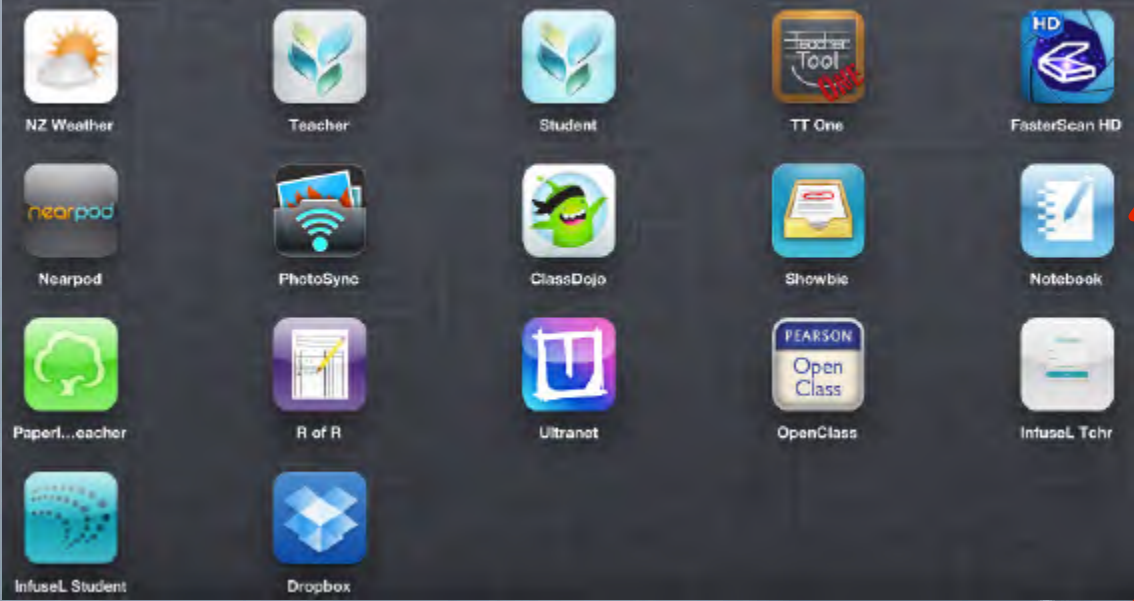 HD
Teacher
Tool
One
NZ Weather Teacher Student TT One FasterScan HD
nearpod
Nearpod PhotoSync ClassDojo Showbie Notebook
PEARSON
Open
Class
Paperl...eacher R of R Ultranet OpenClass InfuseL Tchr
InfuseL Student Dropbox